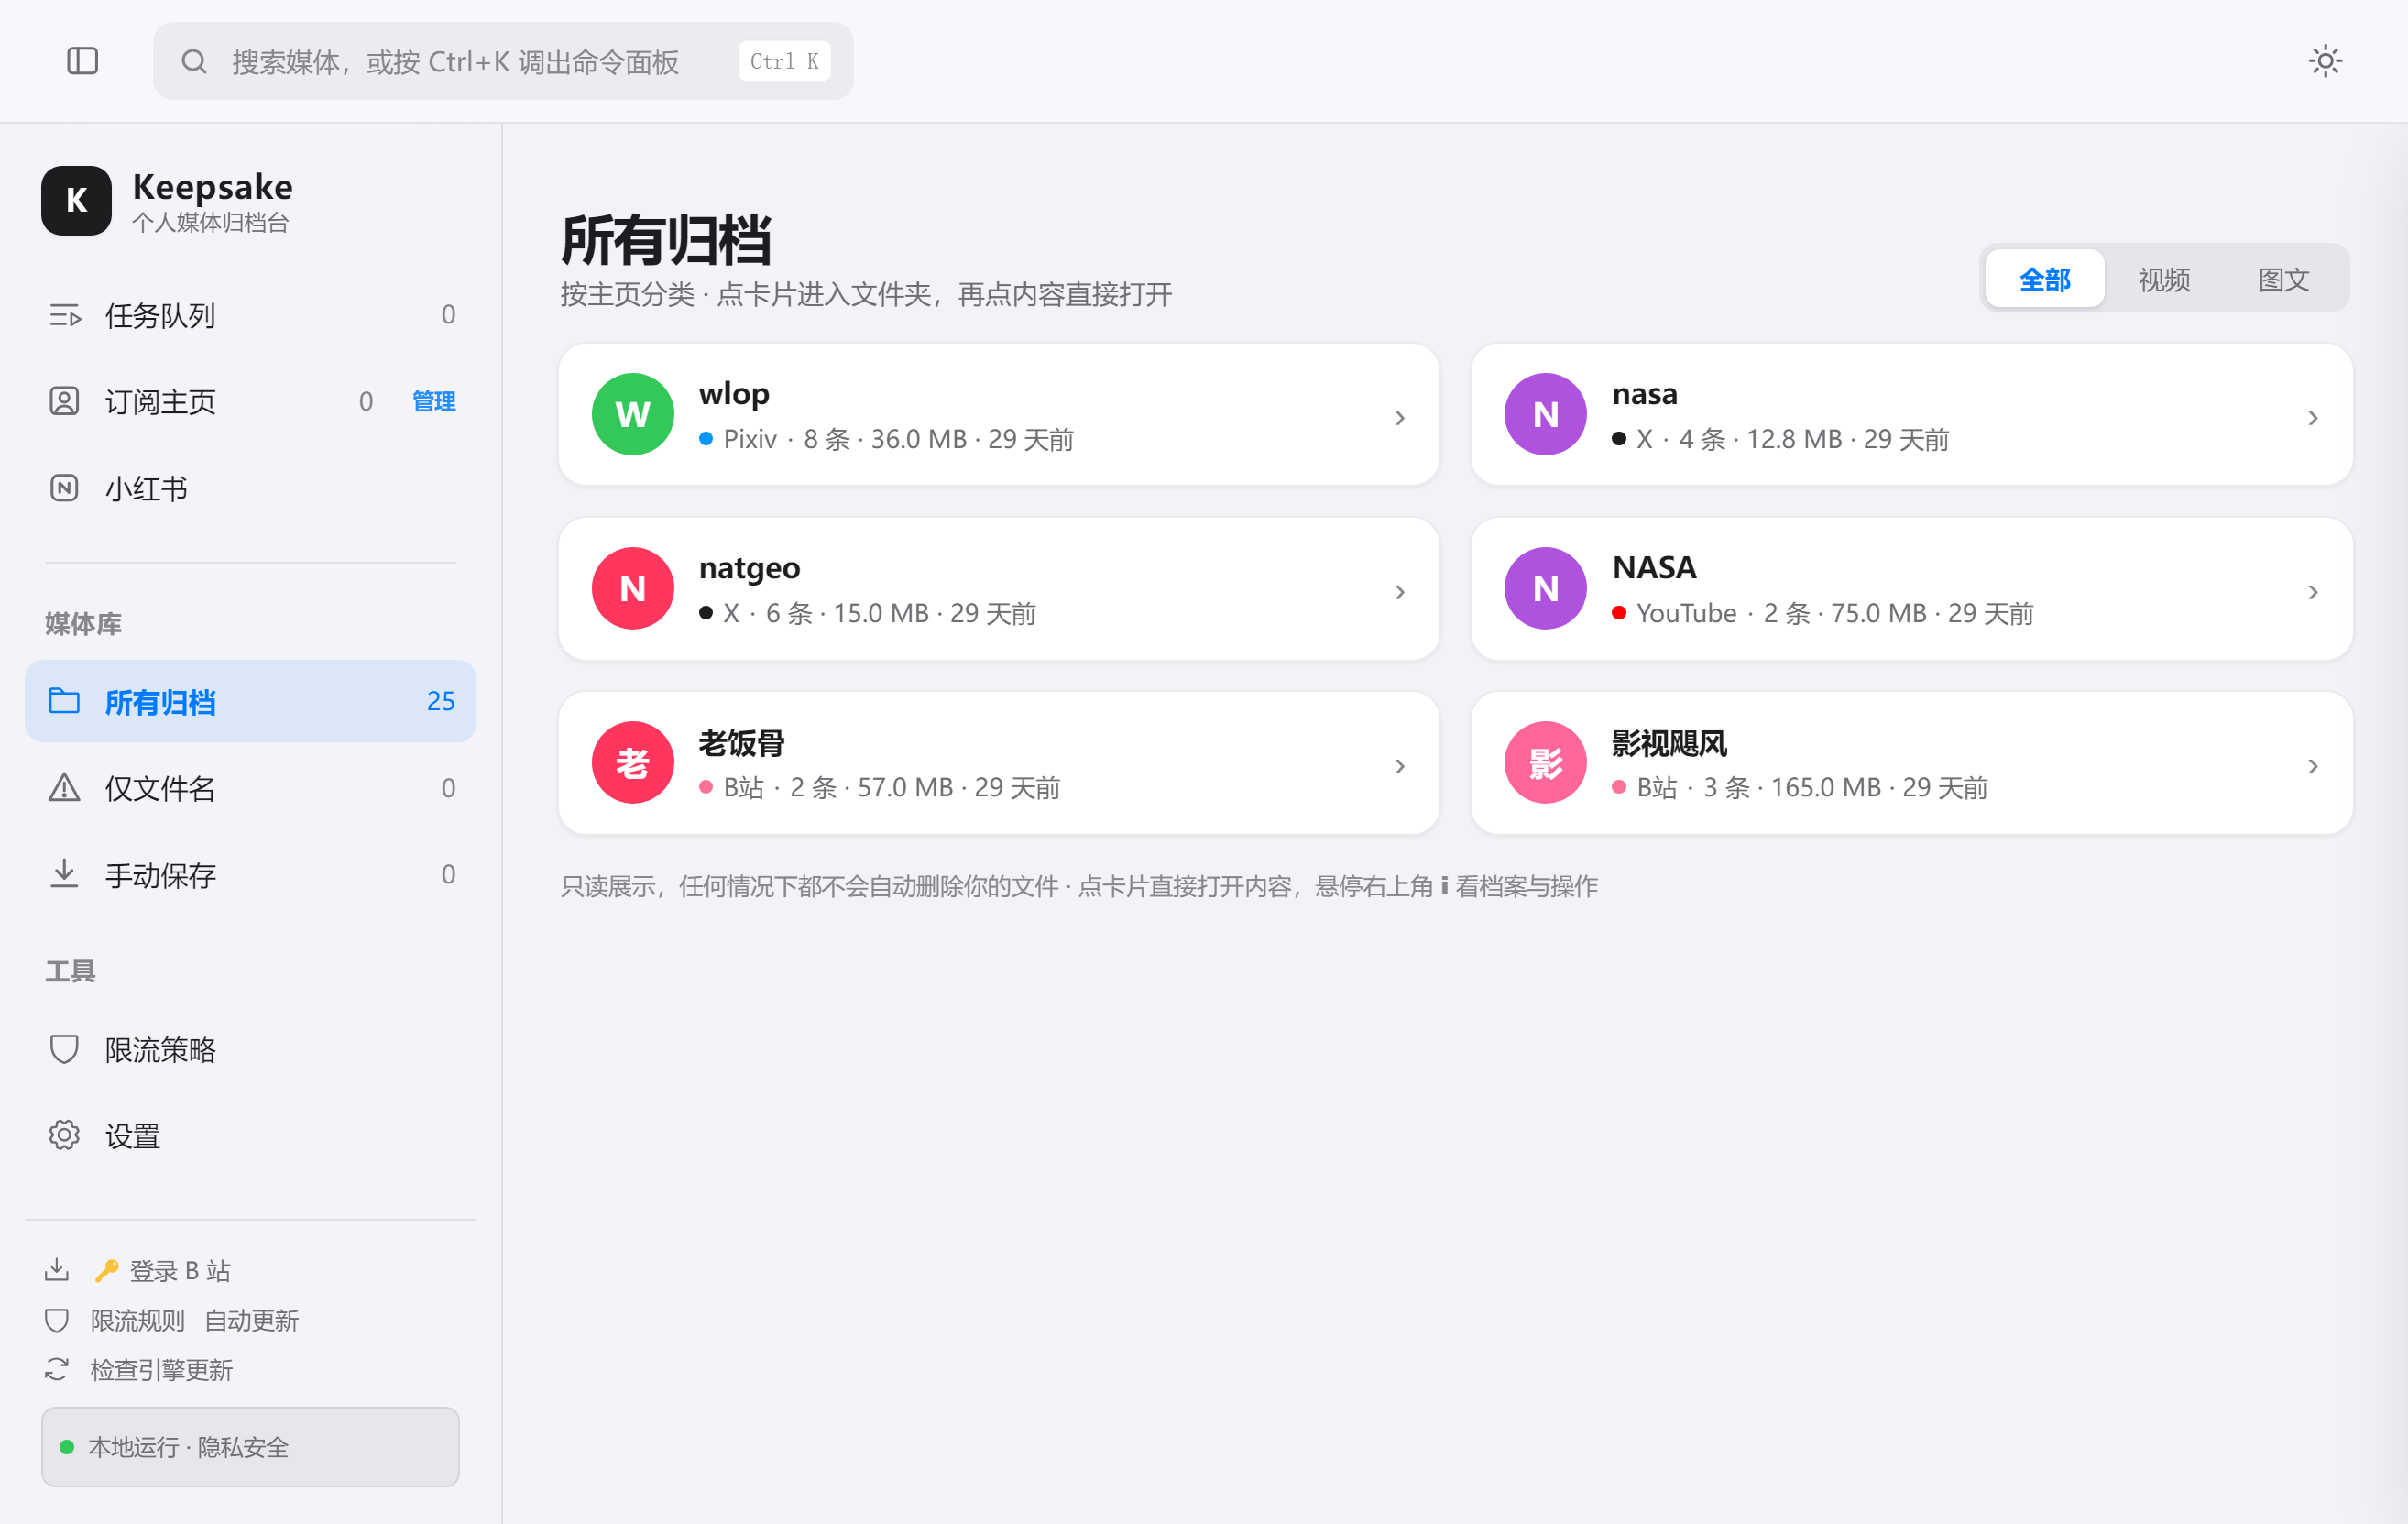 搜索媒体，或按 Ctrl+K 调出命令面板
Ctrl K
K
Keepsake
个人媒体归档台
任务队列 0
订阅主页 0 管理
小红书
媒体库
所有归档 25
仅文件名 0
手动保存 0
工具
限流策略
设置
登录 B 站
限流规则 自动更新
检查引擎更新
本地运行 · 隐私安全
所有归档
按主页分类 · 点卡片进入文件夹，再点内容直接打开
全部 视频 图文
W
wlop
Pixiv · 8 条 · 36.0 MB · 29 天前
N
nasa
X · 4 条 · 12.8 MB · 29 天前
N
natgeo
X · 6 条 · 15.0 MB · 29 天前
N
NASA
YouTube · 2 条 · 75.0 MB · 29 天前
老
老饭骨
B站 · 2 条 · 57.0 MB · 29 天前
影
影视飓风
B站 · 3 条 · 165.0 MB · 29 天前
只读展示，任何情况下都不会自动删除你的文件 · 点卡片直接打开内容，悬停右上角 ℹ 看档案与操作